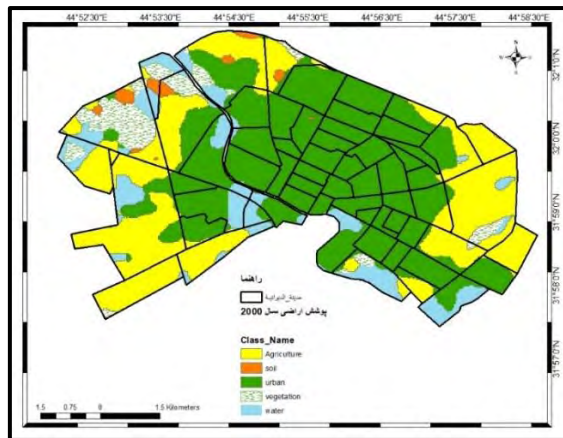 44°52'30"E 44°53'30"E 44°54'30"E 44°55'30"E 44°56'30"E 44°57'30"E 44°58'30"E
32°1'0"N
32°0'0"N
31°59'0"N
31°58'0"N
31°57'0"N
N
W E
S
راهنما
مدينة_الديوانية
پوشش اراضی سال 2000
Class_Name
Agriculture
soil
urban
vegetation
water
1.5 0.75 0 1.5 Kilometers